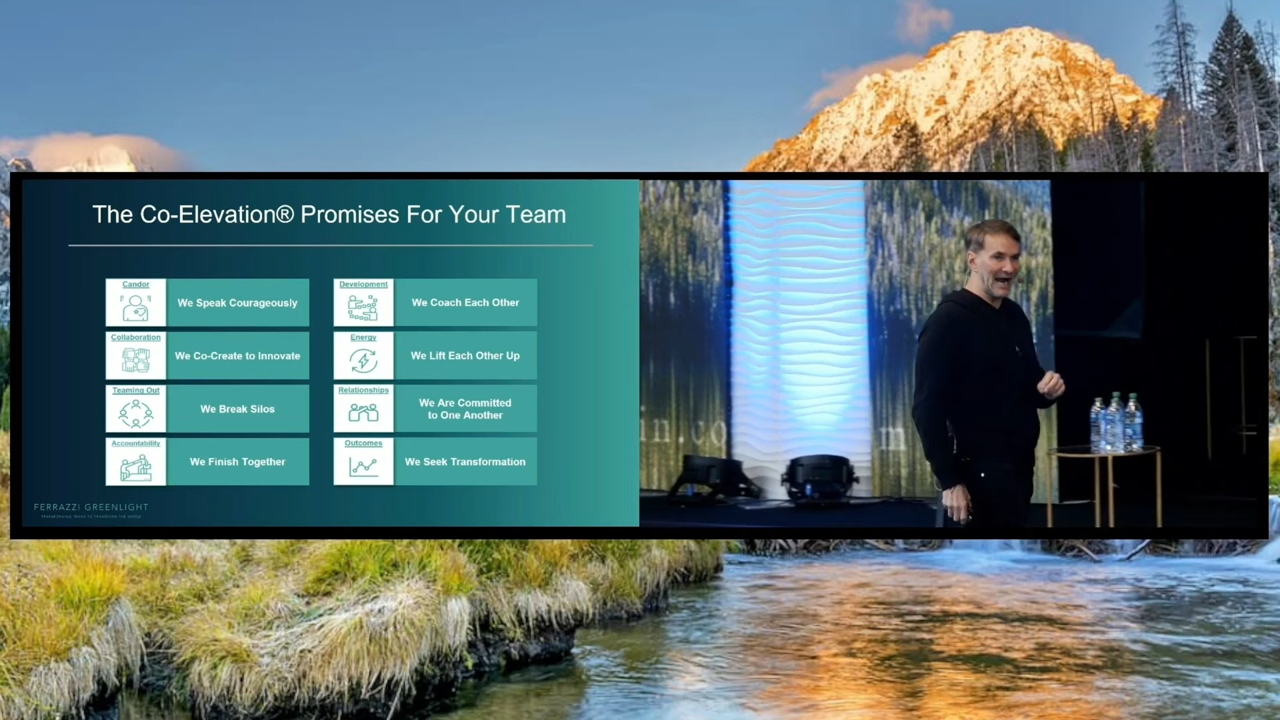 The Co-Elevation® Promises For Your Team
Candor
We Speak Courageously
Development
We Coach Each Other
Collaboration
We Co-Create to Innovate
Energy
We Lift Each Other Up
Teaming Out
We Break Silos
Relationships
We Are Committed
to One Another
Accountability
We Finish Together
Outcomes
We Seek Transformation
FERRAZZI GREENLIGHT